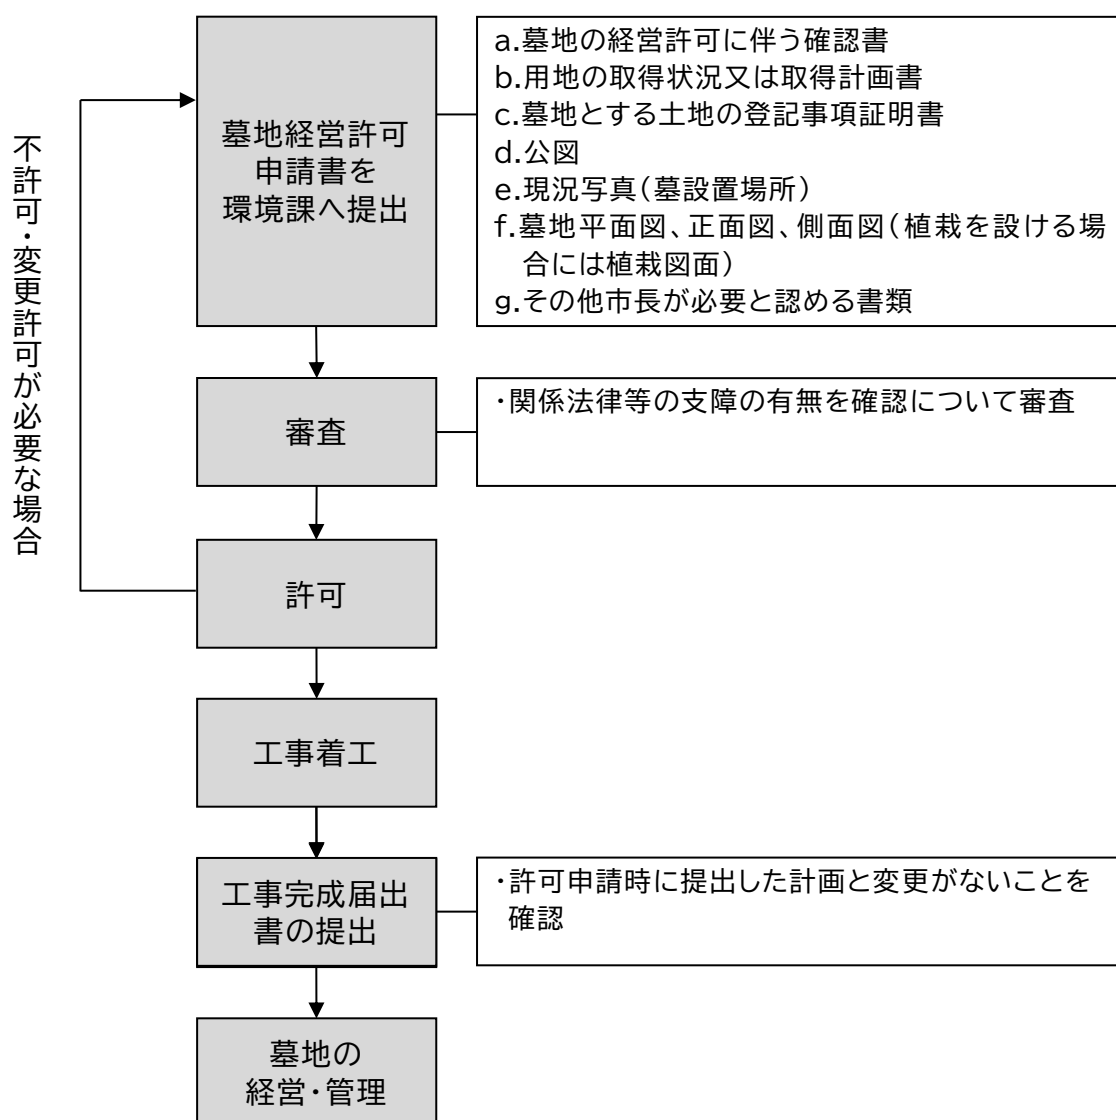 墓地経営許可
申請書を
環境課へ提出
a.墓地の経営許可に伴う確認書
b.用地の取得状況又は取得計画書
c.墓地とする土地の登記事項証明書
d.公図
e.現況写真(墓設置場所)
f.墓地平面図、正面図、側面図(植栽を設ける場
合には植栽図面)
g.その他市長が必要と認める書類
不許可・変更許可が必要な場合
審査
・関係法律等の支障の有無を確認について審査
許可
工事着工
工事完成届出
書の提出
・許可申請時に提出した計画と変更がないことを
確認
墓地の
経営・管理